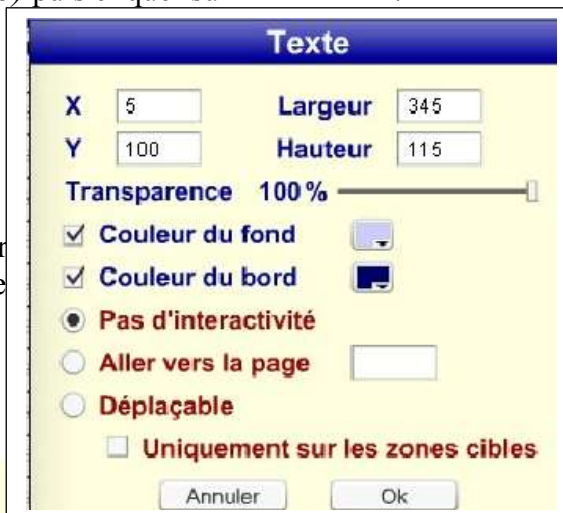 Texte
X 5 Largeur 345
Y 100 Hauteur 115
Transparence 100 %
Couleur du fond
Couleur du bord
Pas d'interactivité
Aller vers la page
Déplaçable
Uniquement sur les zones cibles
Annuler Ok